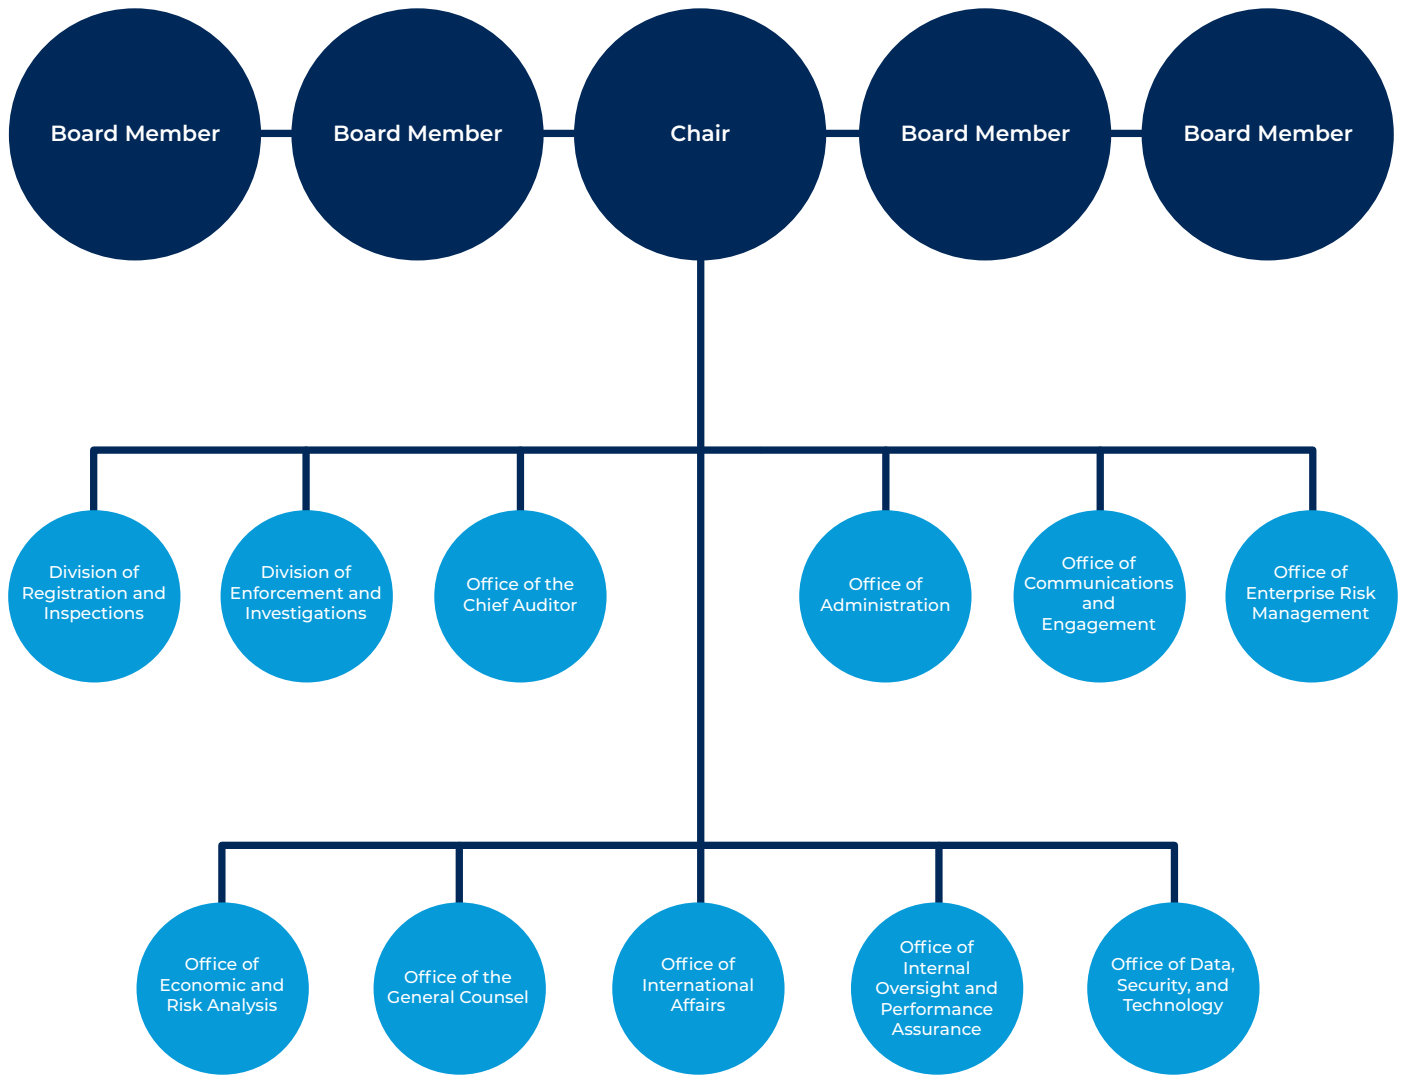 Board Member
Board Member
Chair
Board Member
Board Member
Division of
Registration and
Inspections
Division of
Enforcement and
Investigations
Office of the
Chief Auditor
Office of
Administration
Office of
Communications
and
Engagement
Office of
Enterprise Risk
Management
Office of
Economic and
Risk Analysis
Office of the
General Counsel
Office of
International
Affairs
Office of
Internal
Oversight and
Performance
Assurance
Office of Data,
Security, and
Technology